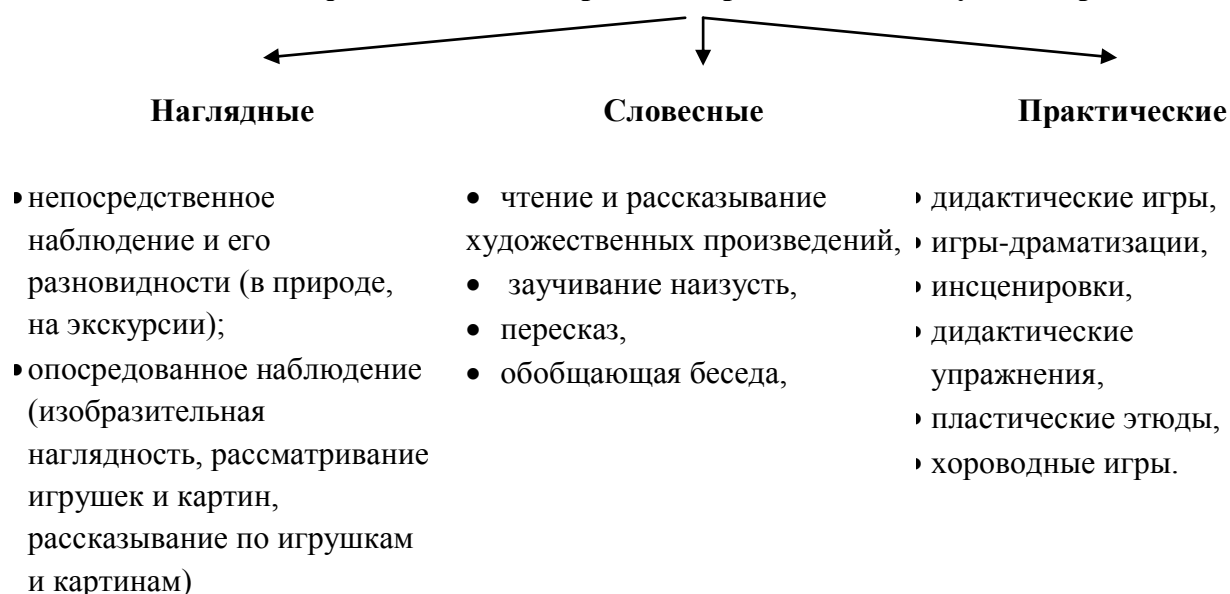 Наглядные
Словесные
Практические
• непосредственное
наблюдение и его
разновидности (в природе,
на экскурсии);
• опосредованное наблюдение
(изобразительная
наглядность, рассматривание
игрушек и картин,
рассказывание по игрушкам
и картинам)
• чтение и рассказывание
художественных произведений,
• заучивание наизусть,
• пересказ,
• обобщающая беседа,
• дидактические игры,
• игры-драматизации,
• инсценировки,
• дидактические
упражнения,
• пластические этюды,
• хороводные игры.